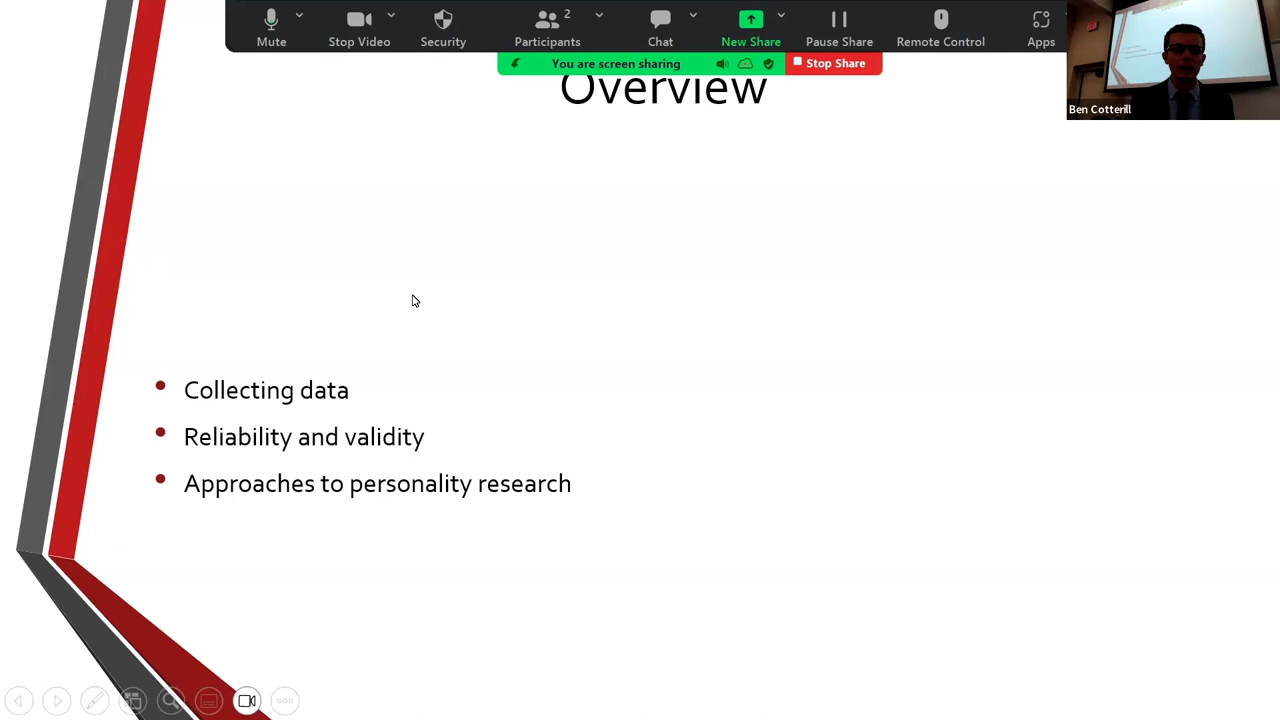 Mute
Stop Video
Security
Participants
2
Chat
New Share
Pause Share
Remote Control
Apps
You are screen sharing
Stop Share
Ben Cotterill
Overview
Collecting data
Reliability and validity
Approaches to personality research